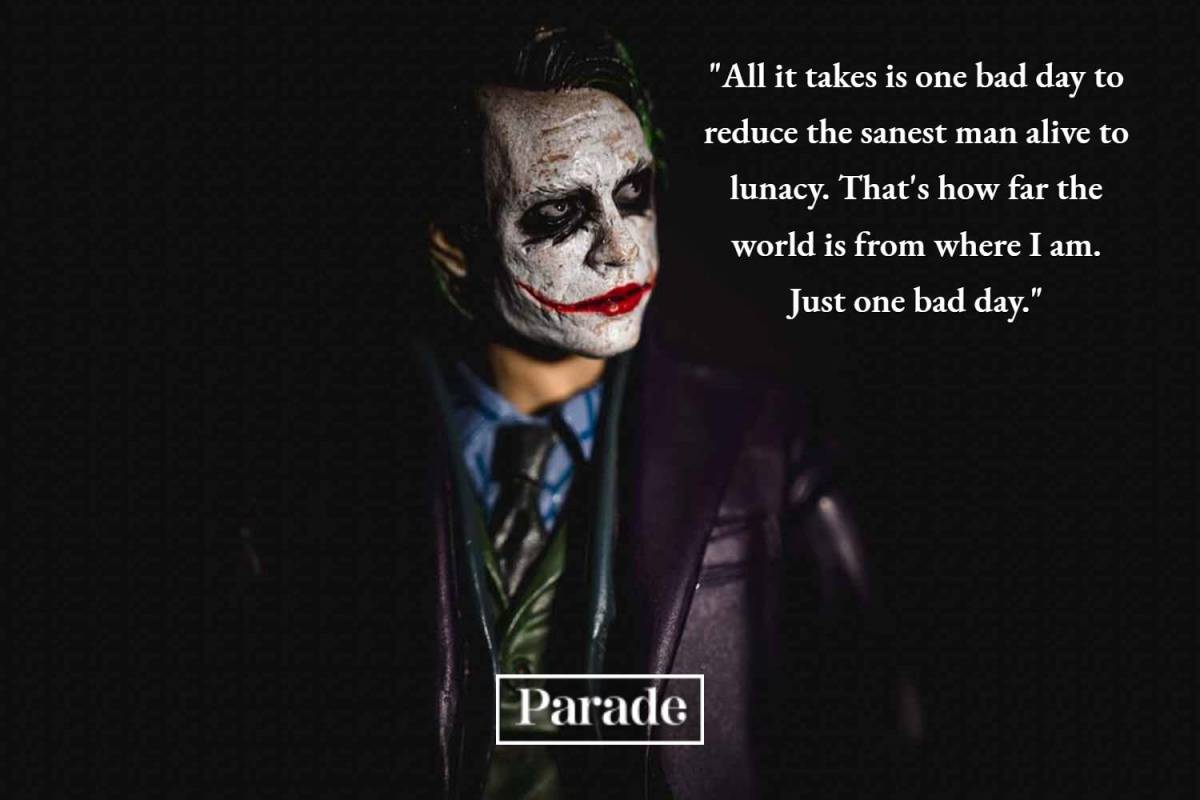 "All it takes is one bad day to
reduce the sanest man alive to
lunacy. That's how far the
world is from where I am.
Just one bad day."
Parade